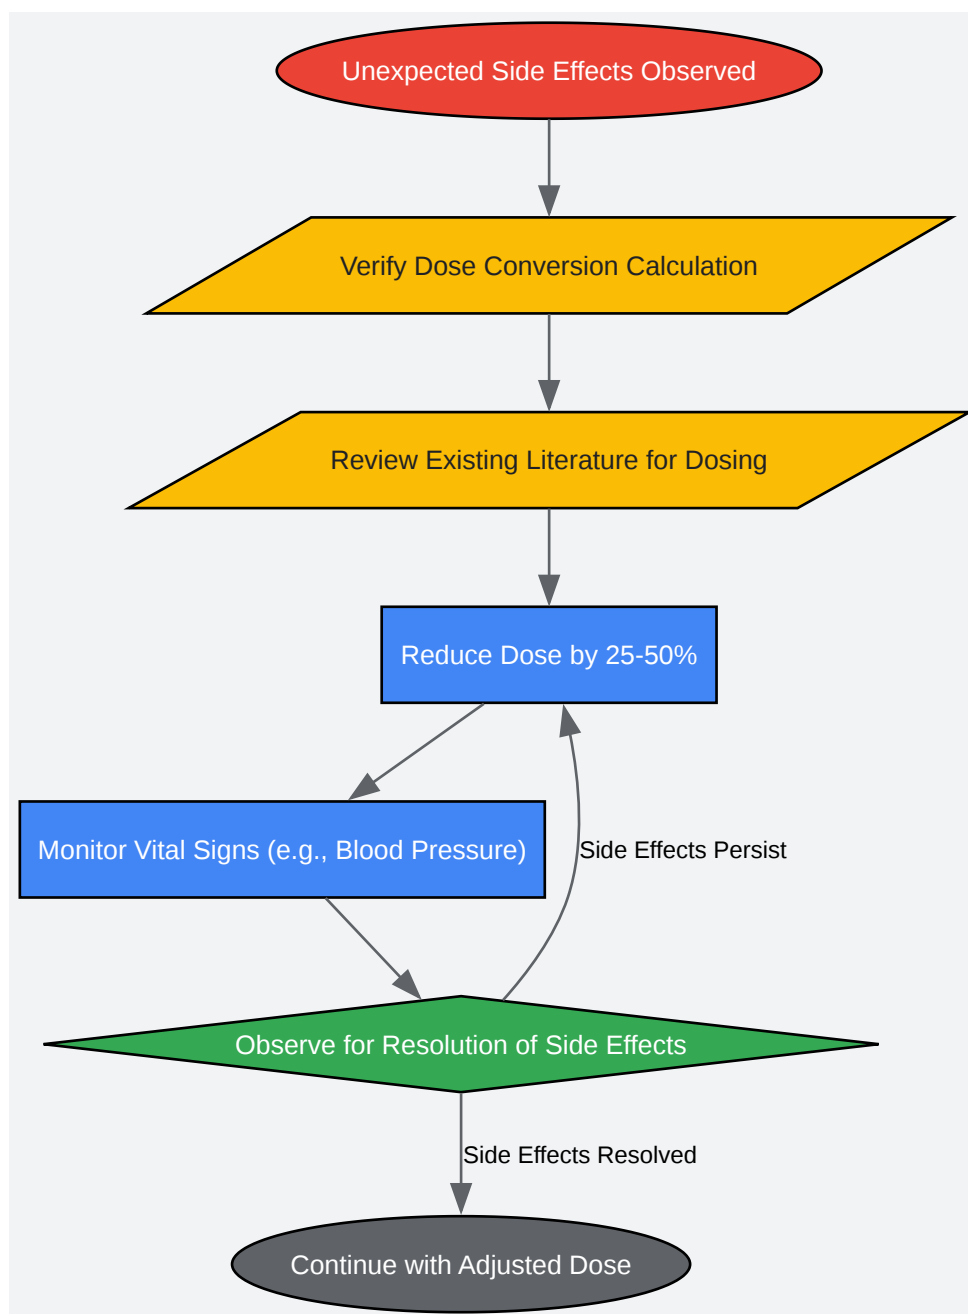 Unexpected Side Effects Observed
Verify Dose Conversion Calculation
Review Existing Literature for Dosing
Reduce Dose by 25-50%
Monitor Vital Signs (e.g., Blood Pressure)
Side Effects Persist
Observe for Resolution of Side Effects
Side Effects Resolved
Continue with Adjusted Dose